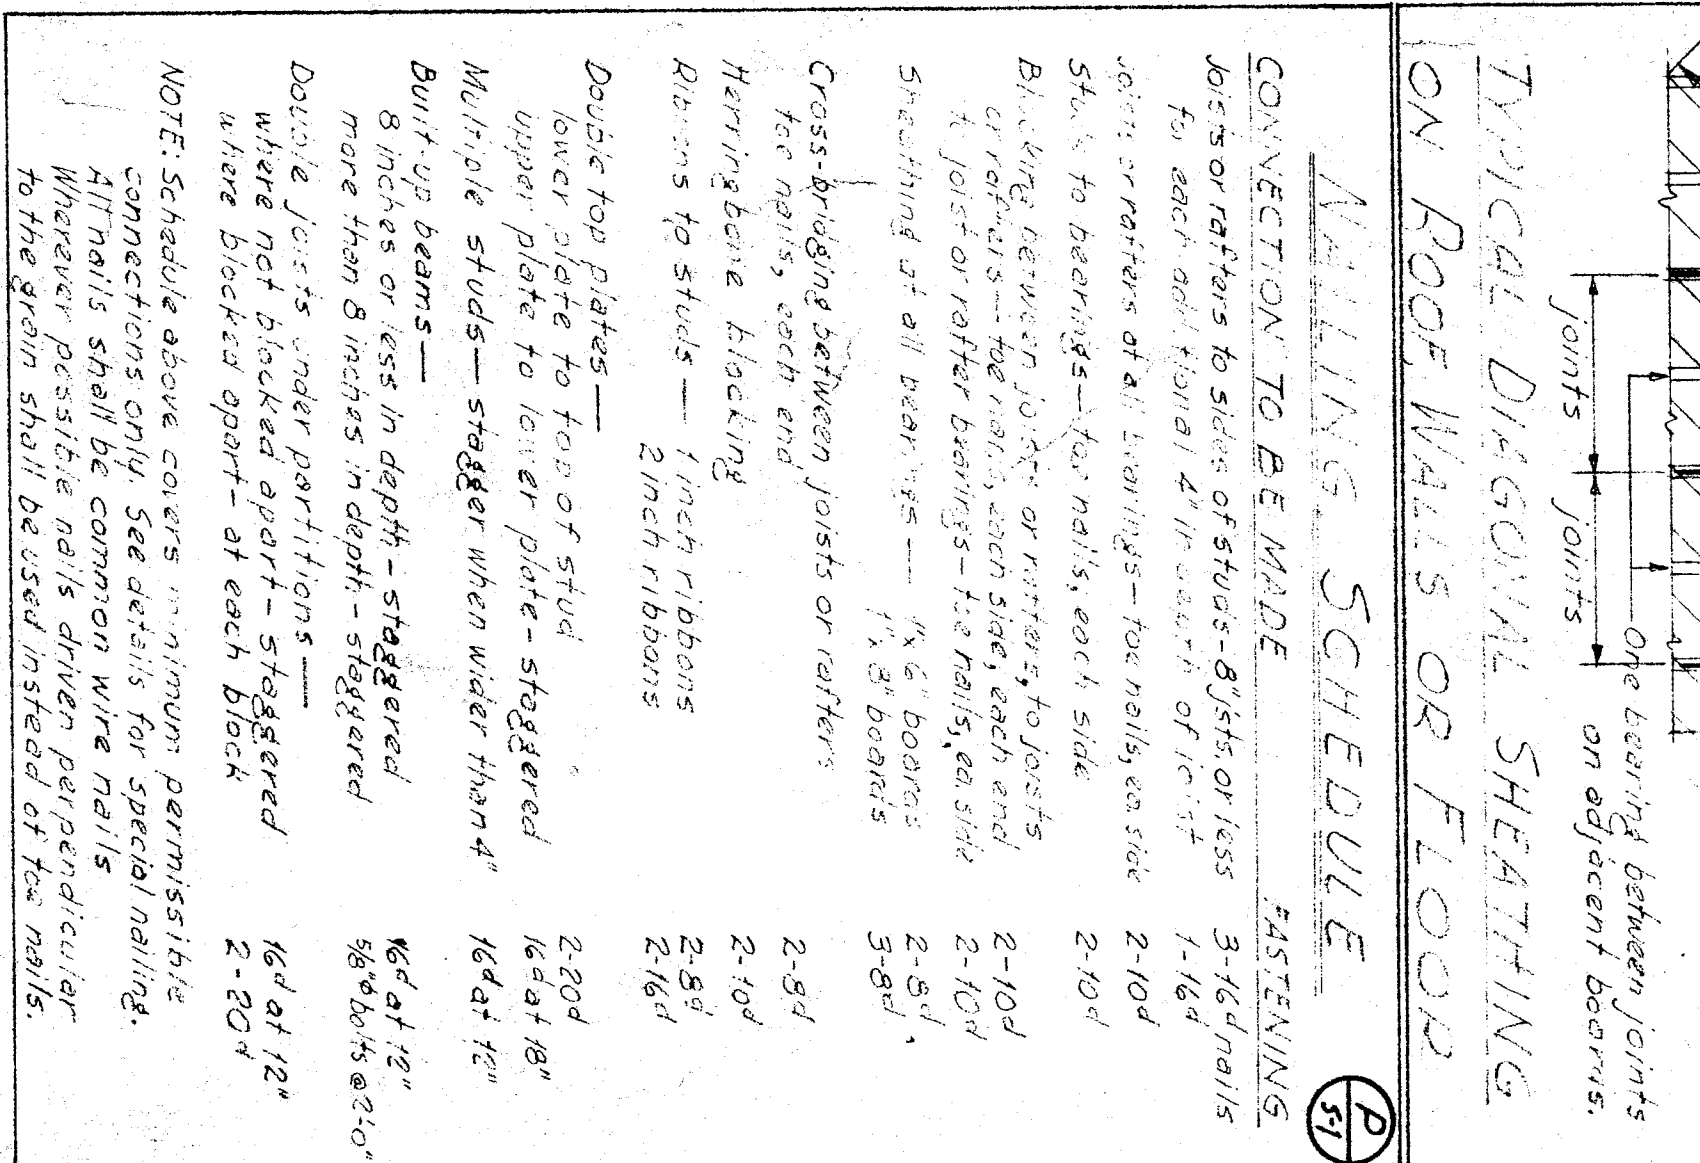 joints
joints
One bearing between joints
on adjacent boards.
TYPICAL DIAGONAL SHEATHING
ON ROOF, WALLS OR FLOOR
NAILING SCHEDULE
P
S-1
CONNECTION TO BE MADE FASTENING
Joists or rafters to sides of studs-8"jsts. or less 3-16d nails
for each additional 4" in depth of joist 1-16d
Joists or rafters at all bearings-toe nails, ea side 2-10d
Studs to bearings-toe nails, each side 2-10d
Blocking between joists or rafters, to joists
or rafters-toe nails, each side, each end 2-10d
to joist or rafter bearings-toe nails, ea side 2-10d
Sheathing at all bearings- 1"x6" boards 2-8d
1"x8" boards 3-8d
Cross-bridging between joists or rafters
toe nails, each end 2-8d
Herringbone blocking 2-10d
Ribbons to studs- 1 inch ribbons 2-8d
2 inch ribbons 2-16d
Double top plates-
lower plate to top of stud 2-20d
upper plate to lower plate-staggered 16d at 18"
Multiple studs-stagger when wider than 4" 16d at 12"
Built-up beams-
8 inches or less in depth-staggered 16d at 12"
more then 8 inches in depth-staggered 5/8"φ bolts @ 2'-0"
Double joists under partitions-
where not blocked apart-staggered 16d at 12"
where blocked apart-at each block 2-20d
NOTE: Schedule above covers minimum permissible
connections only. See details for special nailing.
All nails shall be common wire nails
Wherever possible nails driven perpendicular
to the grain shall be used instead of toe nails.